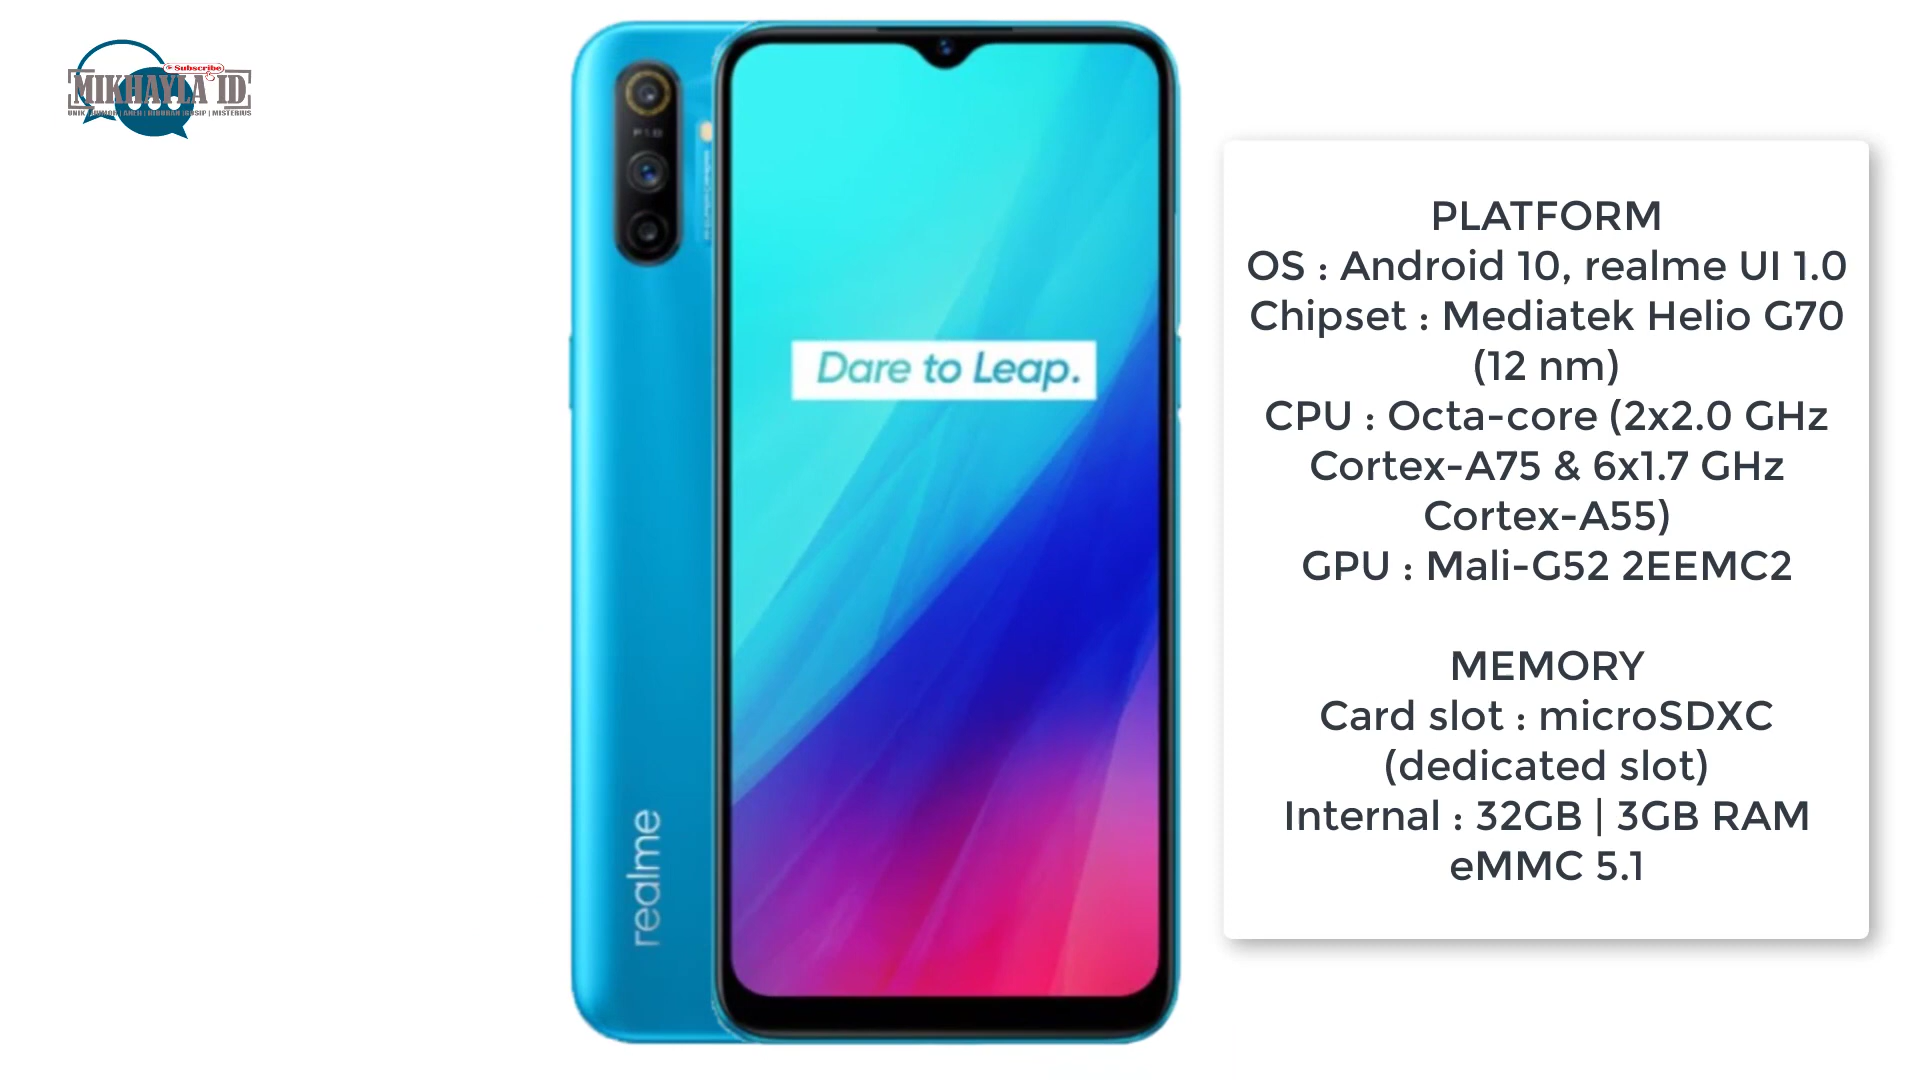 Subscribe
MIKHAYLA ID
Dare to Leap.
realme
PLATFORM
OS : Android 10, realme UI 1.0
Chipset : Mediatek Helio G70
(12 nm)
CPU : Octa-core (2x2.0 GHz
Cortex-A75 & 6x1.7 GHz
Cortex-A55)
GPU : Mali-G52 2EEMC2
MEMORY
Card slot : microSDXC
(dedicated slot)
Internal : 32GB | 3GB RAM
eMMC 5.1